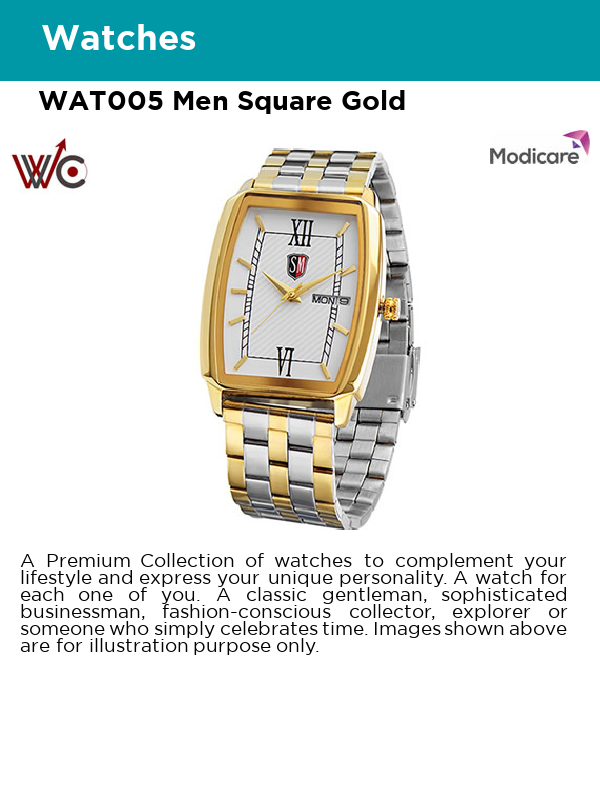 Watches
WAT005 Men Square Gold
WC
Modicare
XII
SM
MON 9
VI
A Premium Collection of watches to complement your
lifestyle and express your unique personality. A watch for
each one of you. A classic gentleman, sophisticated
businessman, fashion-conscious collector, explorer or
someone who simply celebrates time. Images shown above
are for illustration purpose only.